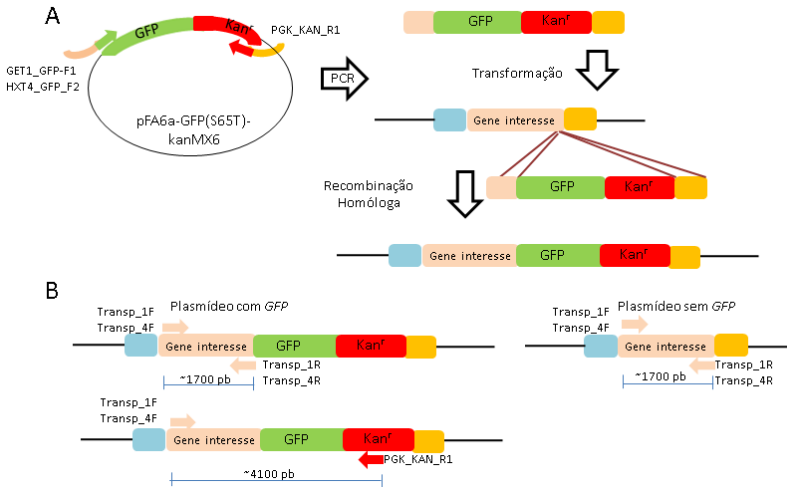 A
GFP
Kanʳ
PGK_KAN_R1
GET1_GFP-F1
HXT4_GFP_F2
pFA6a-GFP(S65T)-
kanMX6
PCR
GFP
Kanʳ
Transformação
Gene interesse
GFP
Kanʳ
Recombinação
Homóloga
Gene interesse
GFP
Kanʳ
B
Plasmídeo com GFP
Transp_1F
Transp_4F
Gene interesse
GFP
Kanʳ
Transp_1R
Transp_4R
~1700 pb
Plasmídeo sem GFP
Transp_1F
Transp_4F
Gene interesse
Transp_1R
Transp_4R
~1700 pb
Transp_1F
Transp_4F
Gene interesse
GFP
Kanʳ
PGK_KAN_R1
~4100 pb